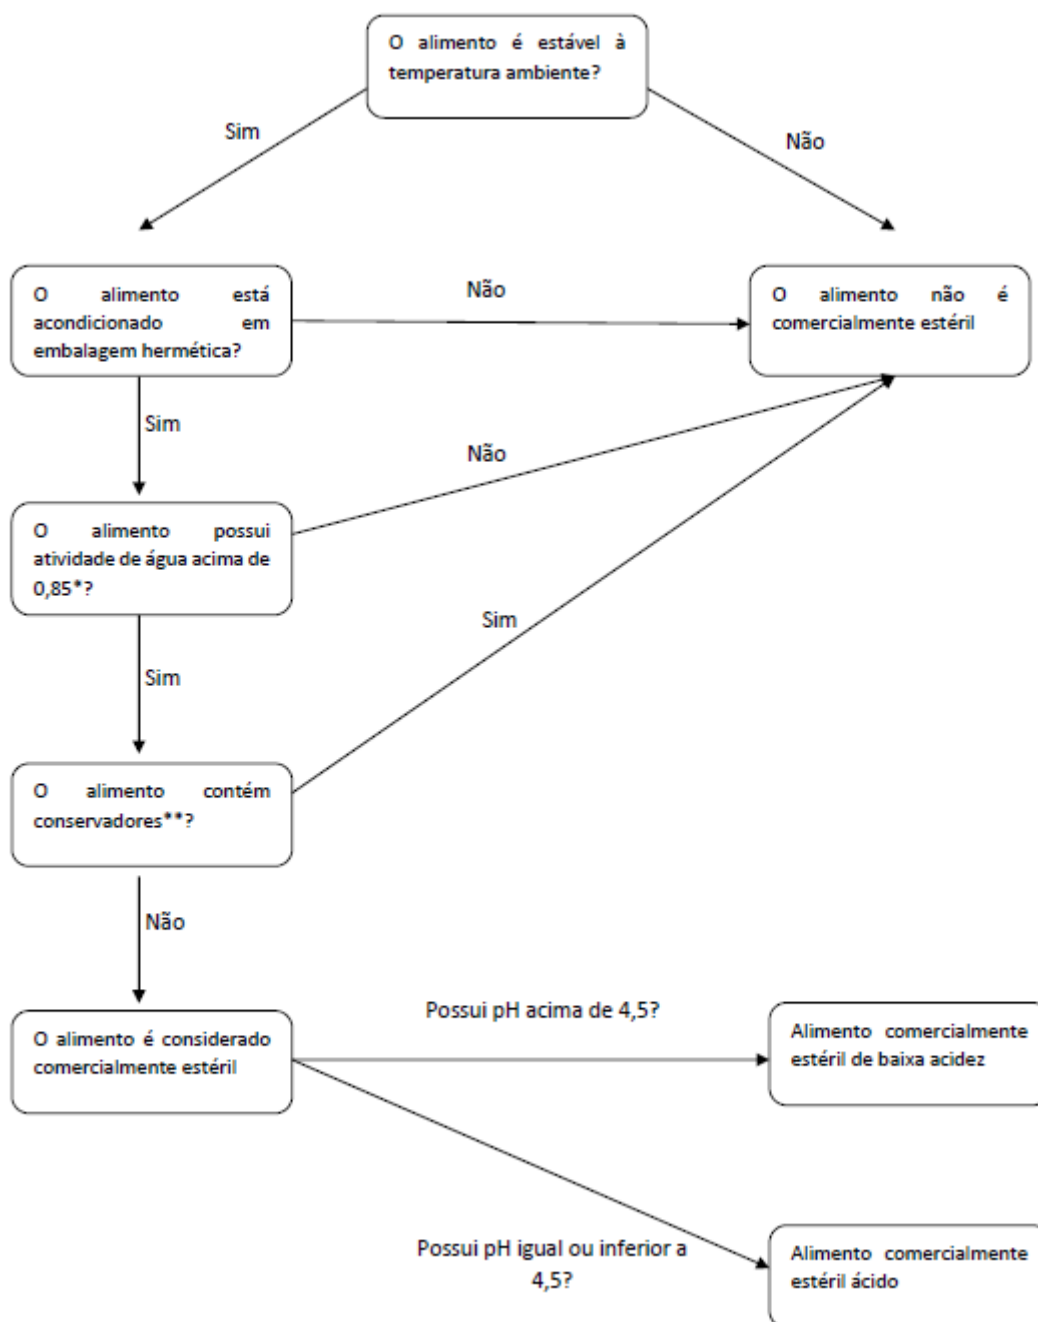 O alimento é estável à
temperatura ambiente?
Sim
Não
O alimento está
acondicionado em
embalagem hermética?
Não
O alimento não é
comercialmente estéril
Sim
Não
O alimento possui
atividade de água acima de
0,85*?
Sim
Sim
O alimento contém
conservadores**?
Não
O alimento é considerado
comercialmente estéril
Possui pH acima de 4,5?
Alimento comercialmente
estéril de baixa acidez
Possui pH igual ou inferior a
4,5?
Alimento comercialmente
estéril ácido